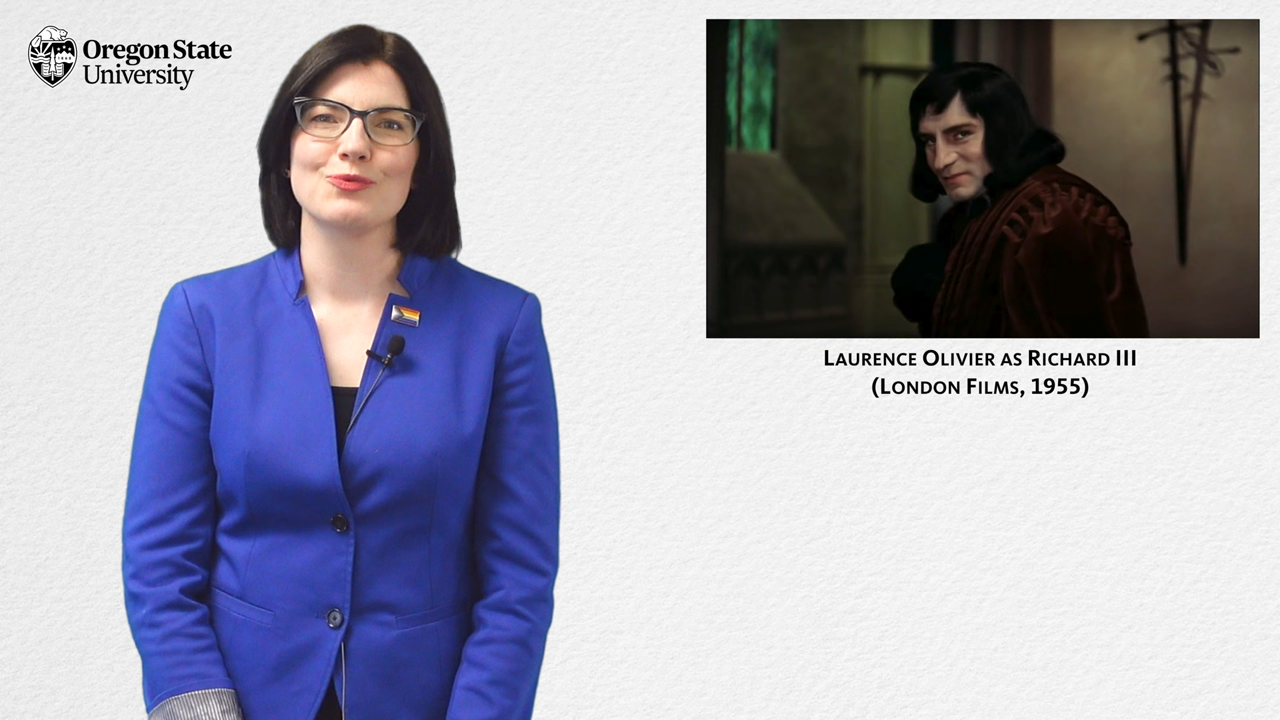 Oregon State
University
Laurence Olivier as Richard III
(London Films, 1955)